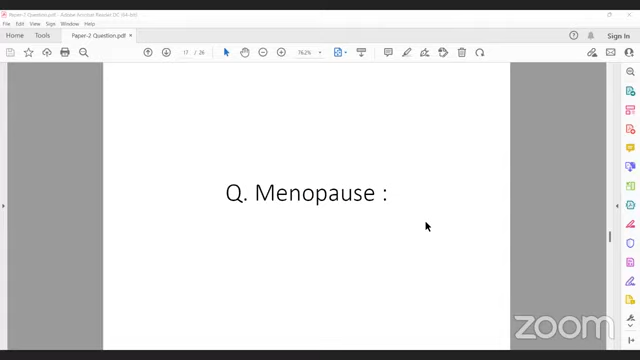 Paper-2 Question.pdf - Adobe Acrobat Reader DC (64-bit)
File Edit View Sign Window Help
Home Tools Paper-2 Question.pdf × Sign In
17 / 26 76.2%
Q. Menopause :
zoom